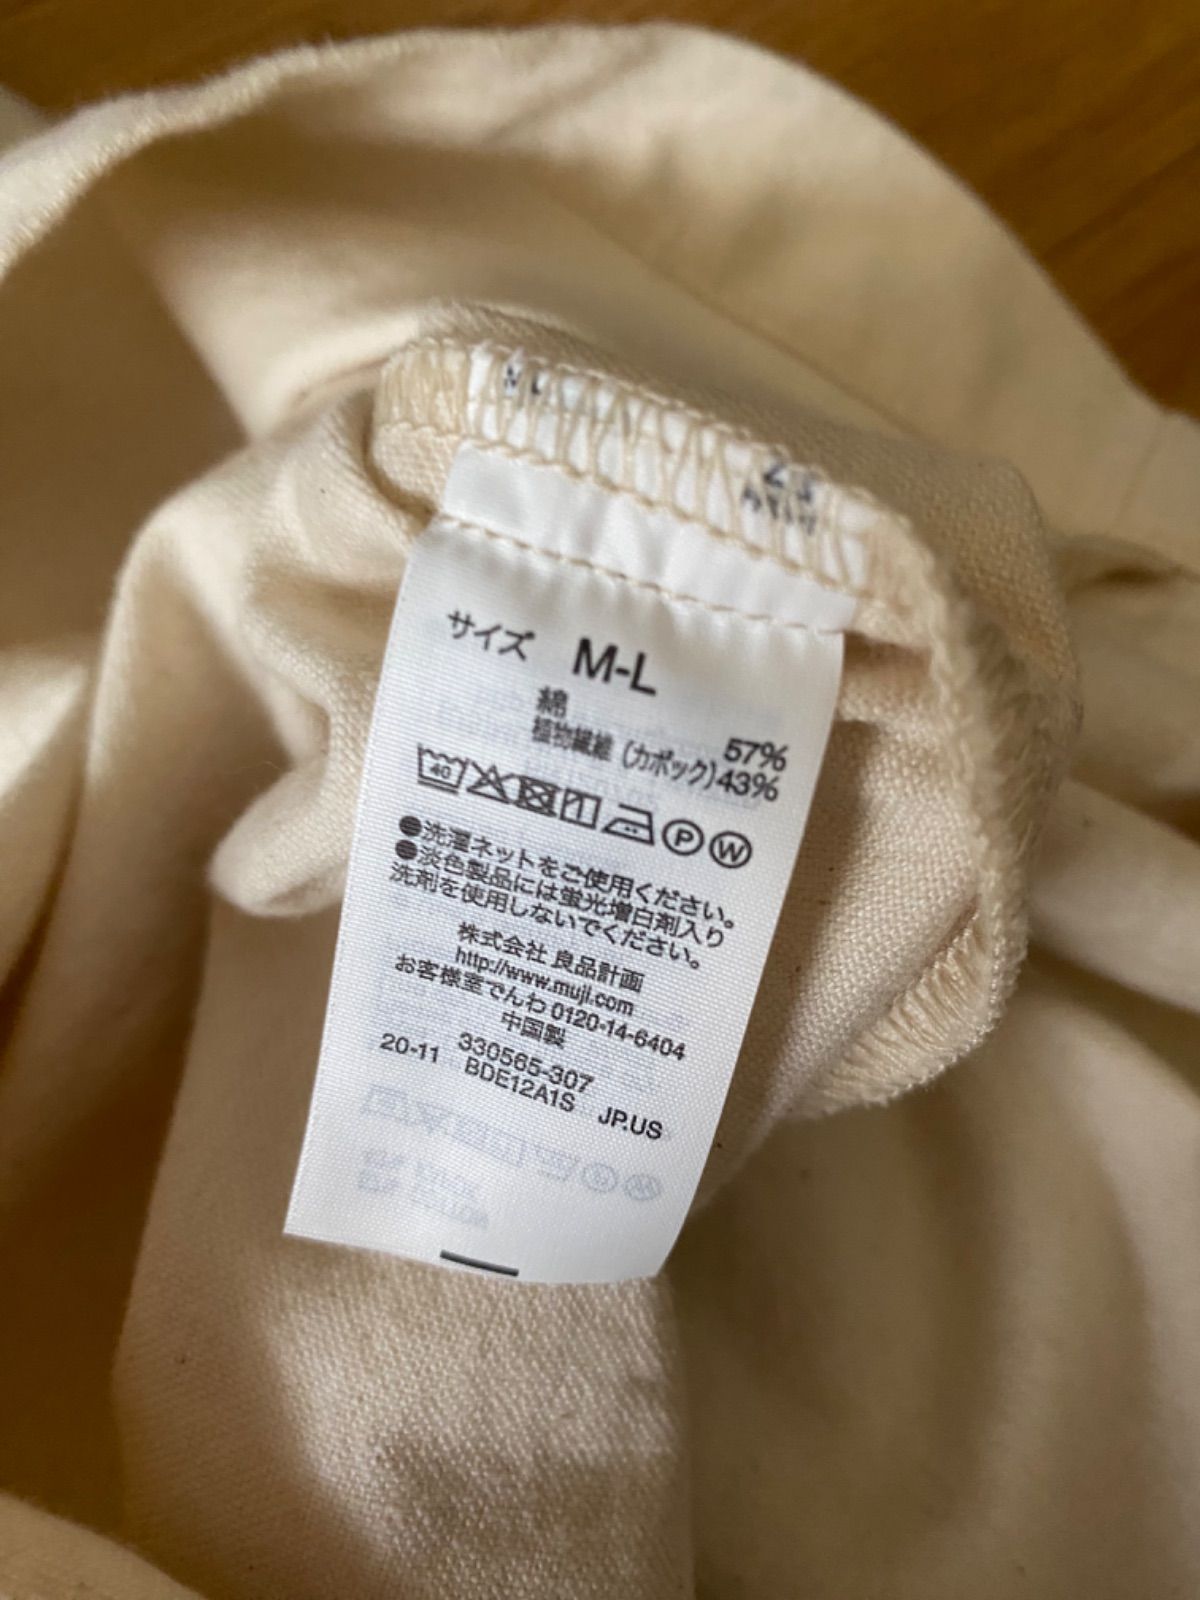 サイズ M-L
綿 57%
植物繊維 (カポック) 43%
40
P W
●洗濯ネットをご使用ください。
●淡色製品には蛍光増白剤入り
洗剤を使用しないでください。
株式会社 良品計画
http://www.muji.com
お客様室でんわ 0120-14-6404
中国製
20-11 330565-307
BDE12A1S JP.US